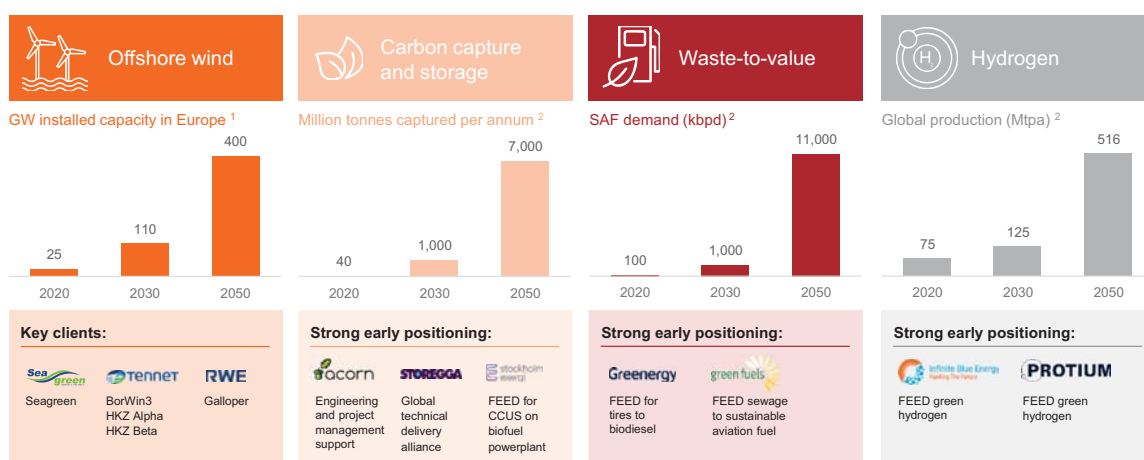 Offshore wind
GW installed capacity in Europe 1
400
110
25
2020 2030 2050
Key clients:
Sea
green
TENNET
RWE
Seagreen
BorWin3
HKZ Alpha
HKZ Beta
Galloper
Carbon capture
and storage
Million tonnes captured per annum 2
7,000
1,000
40
2020 2030 2050
Strong early positioning:
acorn
STOREGGA
stockholm
exergi
Engineering
and project
management
support
Global
technical
delivery
alliance
FEED for
CCUS on
biofuel
powerplant
Waste-to-value
SAF demand (kbpd) 2
11,000
1,000
100
2020 2030 2050
Strong early positioning:
Greenergy
green fuels
FEED for
tires to
biodiesel
FEED sewage
to sustainable
aviation fuel
H2
Hydrogen
Global production (Mtpa) 2
516
125
75
2020 2030 2050
Strong early positioning:
Infinite Blue Energy
Fuelling The Future
PROTIUM
FEED green
hydrogen
FEED green
hydrogen